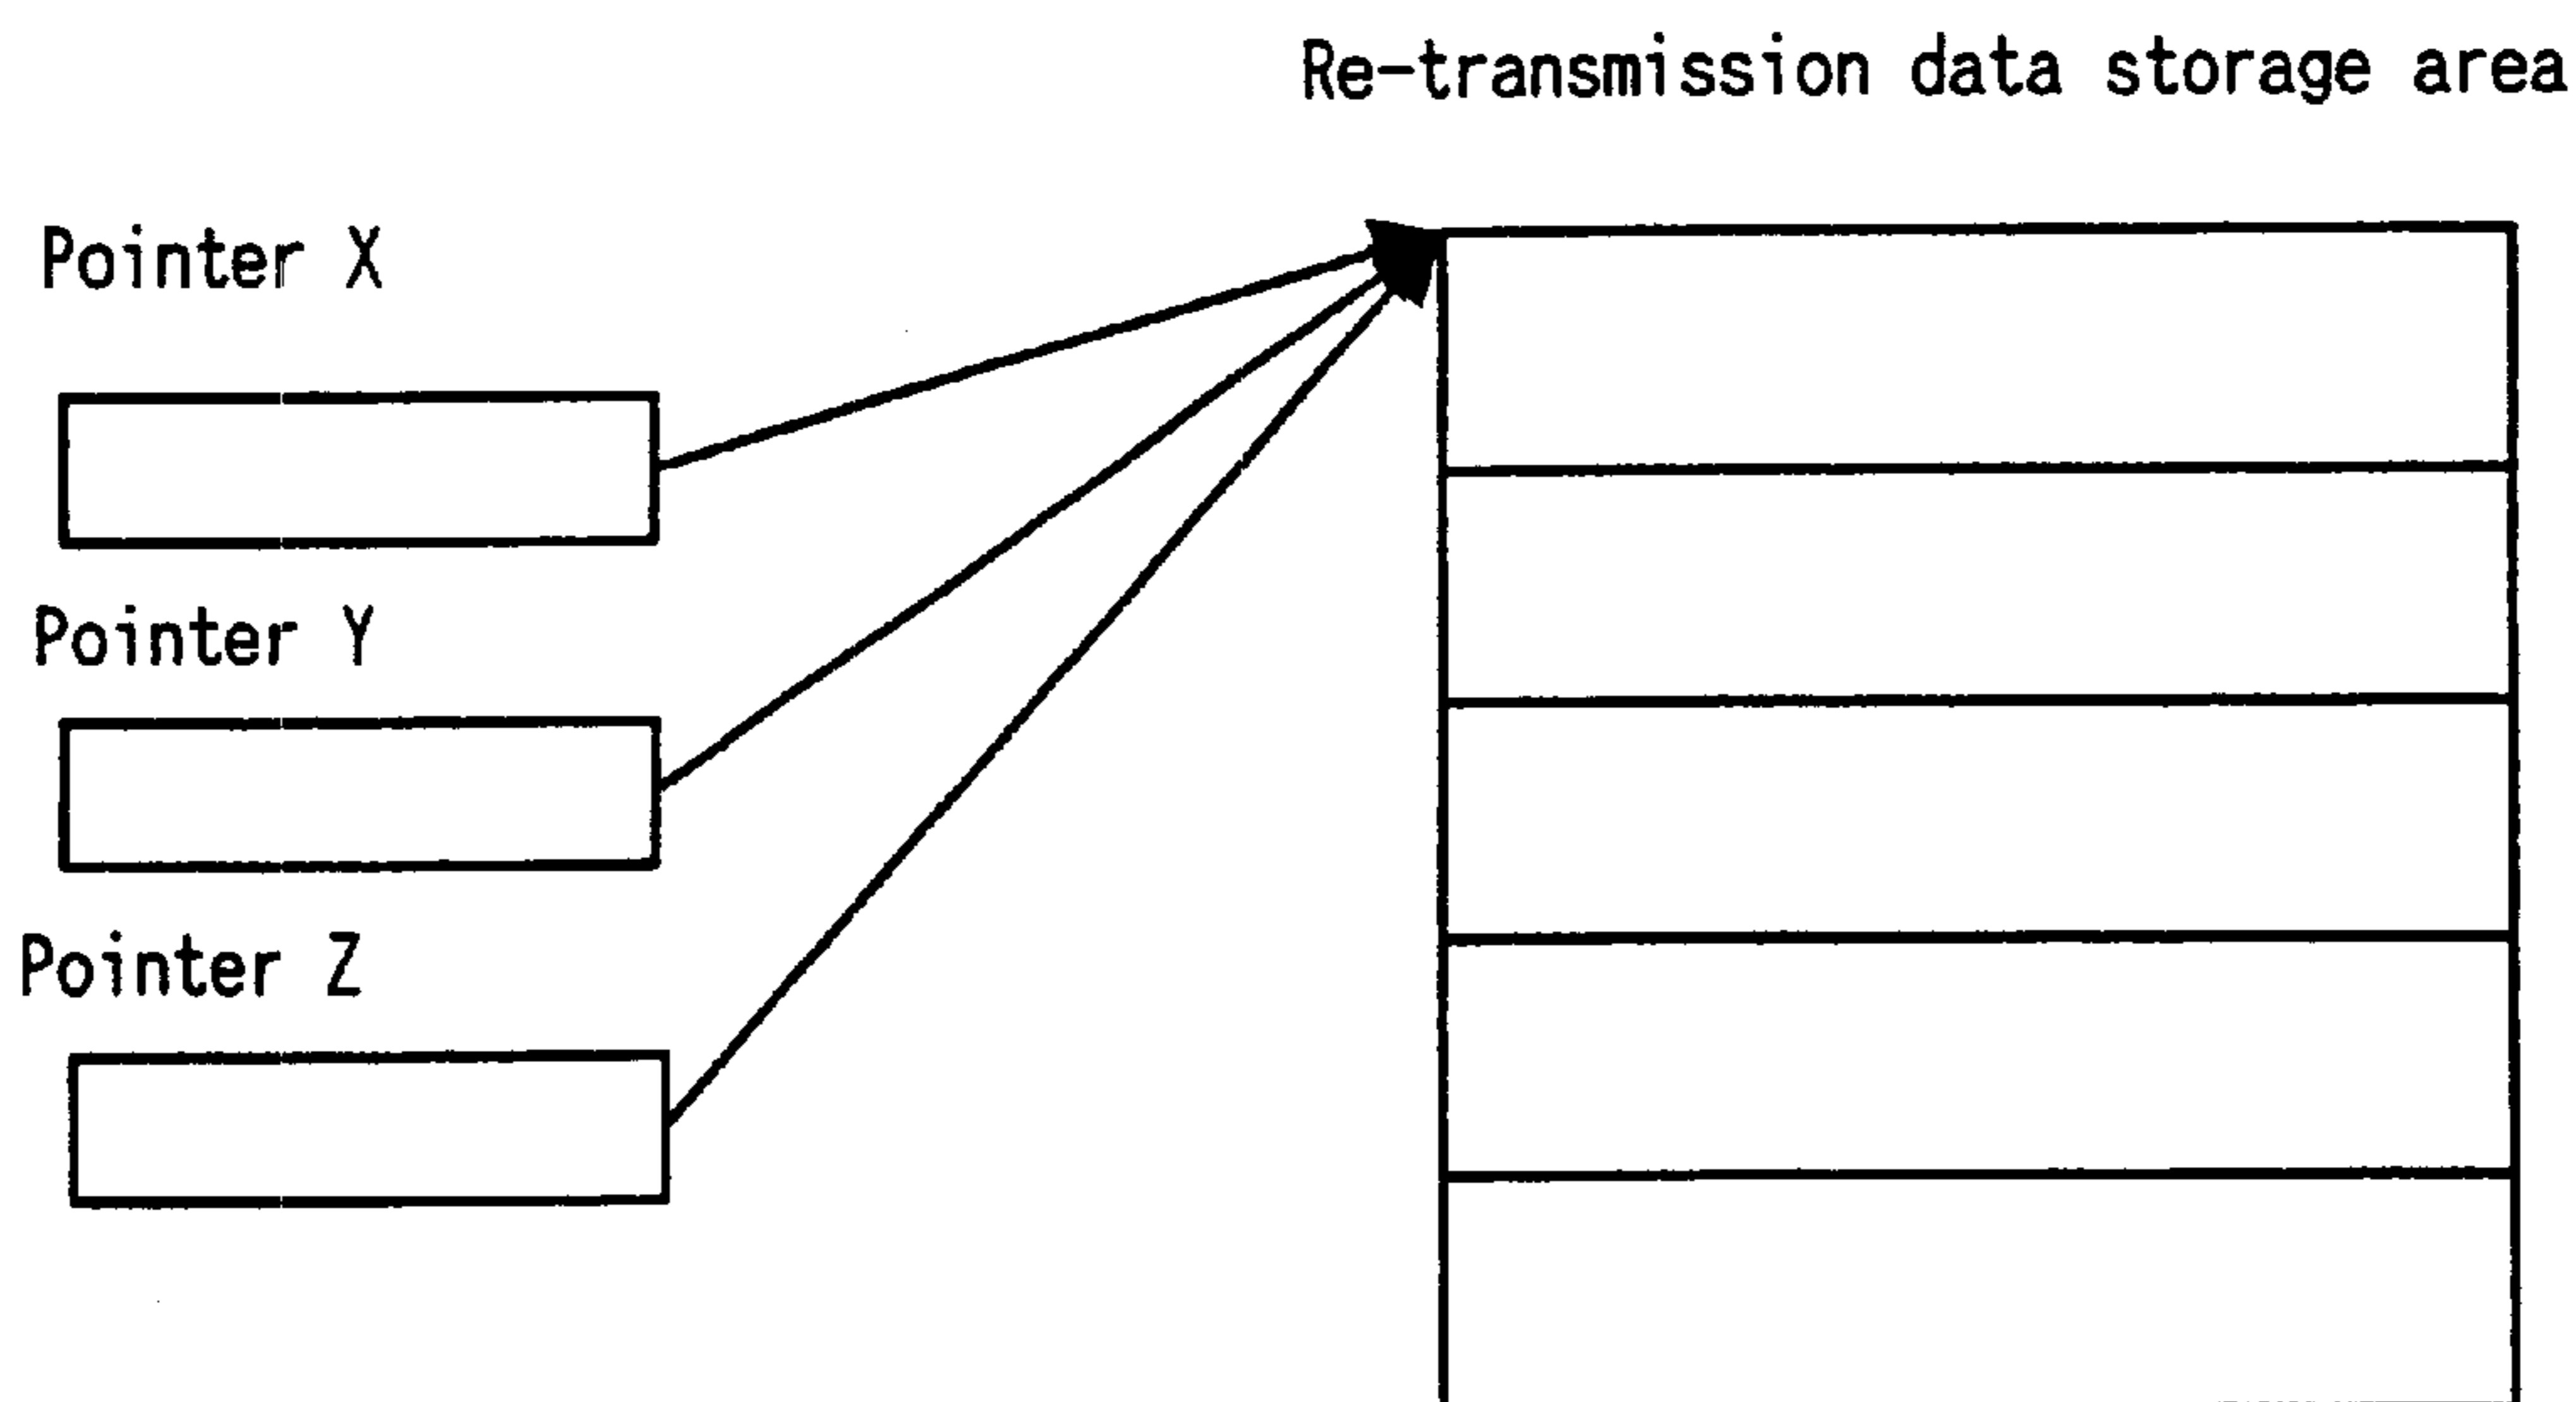 Re-transmission data storage area
Pointer X
Pointer Y
Pointer Z